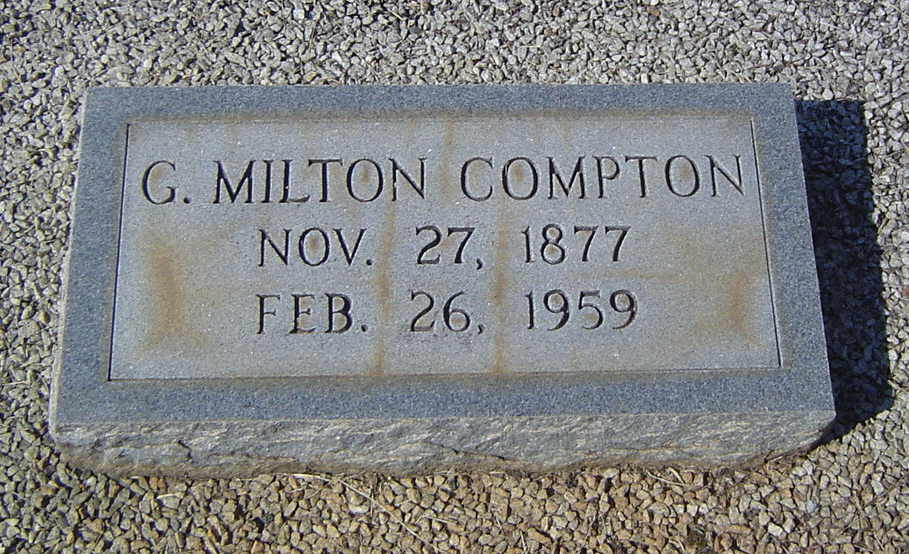 G. MILTON COMPTON
NOV. 27, 1877
FEB. 26, 1959